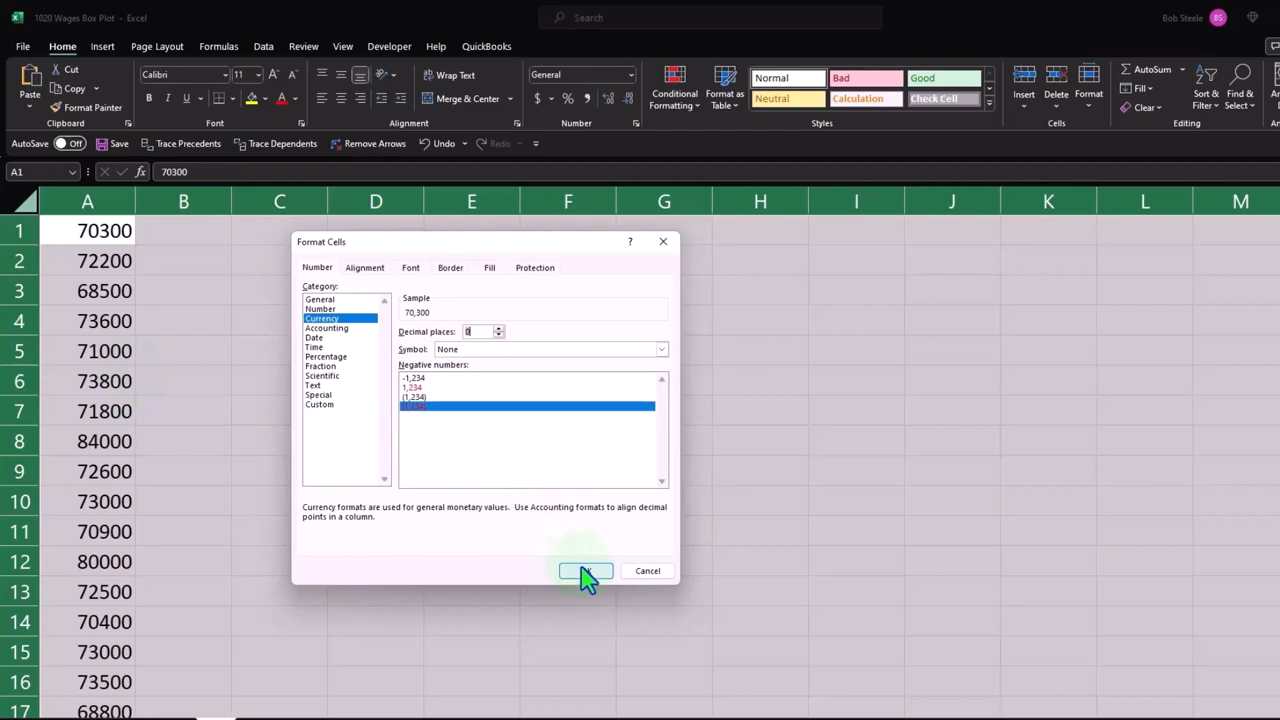 1020 Wages Box Plot - Excel
Search
Bob Steele BS
File Home Insert Page Layout Formulas Data Review View Developer Help QuickBooks
Paste
Cut
Copy
Format Painter
Clipboard
Calibri 11
B I U
Font
Wrap Text
Merge & Center
Alignment
General
$ %
Number
Conditional Formatting
Format as Table
Normal Bad Good
Neutral Calculation Check Cell
Styles
Insert Delete Format
Cells
AutoSum
Fill
Clear
Sort & Filter
Find & Select
Editing
AutoSave Off Save Trace Precedents Trace Dependents Remove Arrows Undo Redo
A1 fx 70300
A B C D E F G H I J K L M
1 70300
2 72200
3 68500
4 73600
5 71000
6 73800
7 71800
8 84000
9 72600
10 73000
11 70900
12 80000
13 72500
14 70400
15 73000
16 73500
17 68800
Format Cells ?
Number Alignment Font Border Fill Protection
Category:
General
Number
Currency
Accounting
Date
Time
Percentage
Fraction
Scientific
Text
Special
Custom
Sample
70,300
Decimal places: 0
Symbol: None
Negative numbers:
-1,234
1,234
(1,234)
(1,234)
Currency formats are used for general monetary values. Use Accounting formats to align decimal
points in a column.
Cancel